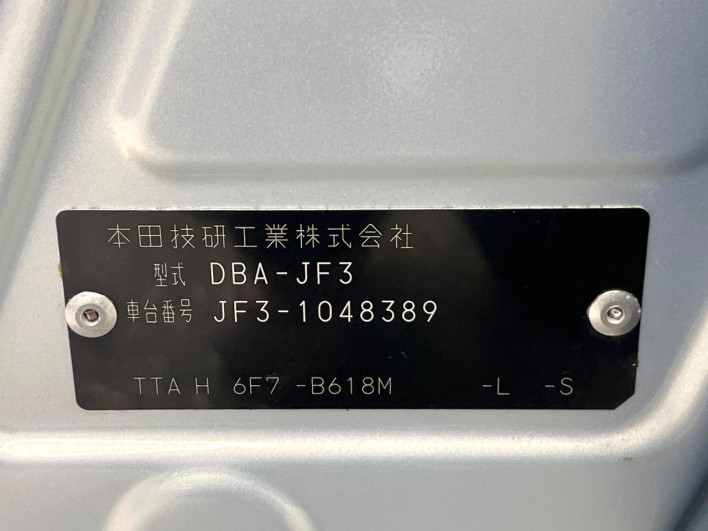 本田技研工業株式会社
型式 DBA-JF3
車台番号 JF3-1048389
TTA H 6F7 -B618M -L -S